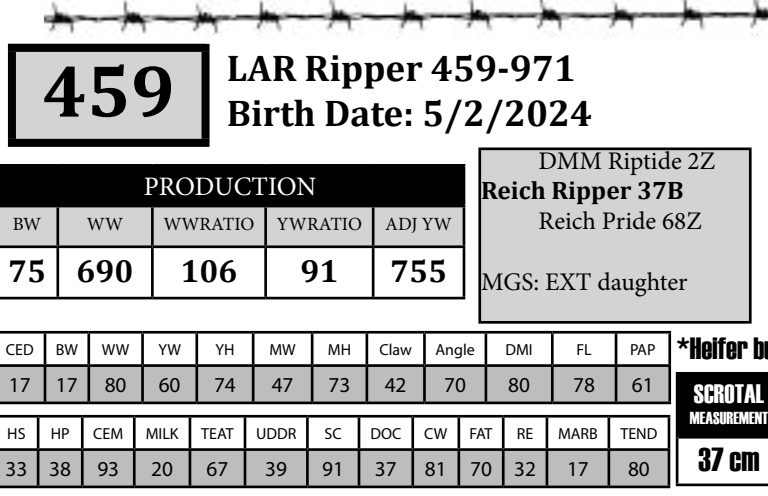 459
LAR Ripper 459-971
Birth Date: 5/2/2024
PRODUCTION
BW WW WWRATIO YWRATIO ADJ YW
75 690 106 91 755
DMM Riptide 2Z
Reich Ripper 37B
Reich Pride 68Z
MGS: EXT daughter
CED BW WW YW YH MW MH Claw Angle DMI FL PAP
17 17 80 60 74 47 73 42 70 80 78 61
HS HP CEM MILK TEAT UDDR SC DOC CW FAT RE MARB TEND
33 38 93 20 67 39 91 37 81 70 32 17 80
*Heifer bu
SCROTAL
MEASUREMENT
37 cm